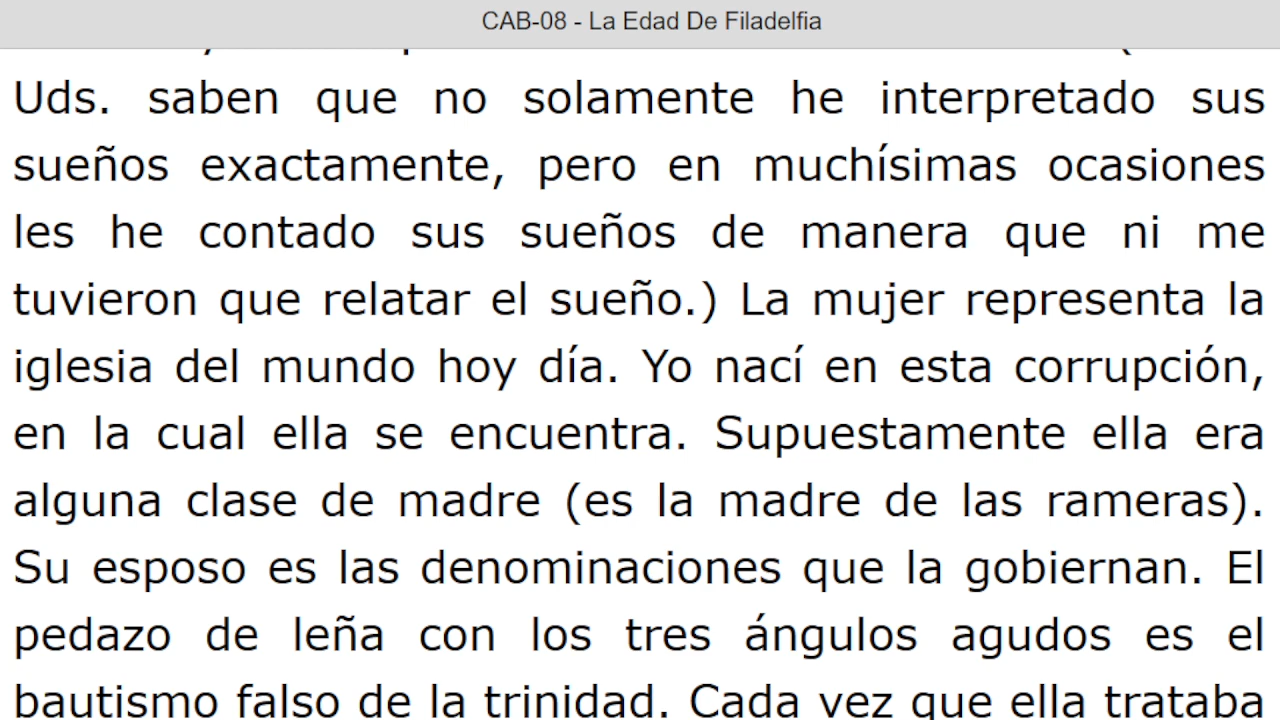 CAB-08 - La Edad De Filadelfia
Uds. saben que no solamente he interpretado sus
sueños exactamente, pero en muchísimas ocasiones
les he contado sus sueños de manera que ni me
tuvieron que relatar el sueño.) La mujer representa la
iglesia del mundo hoy día. Yo nací en esta corrupción,
en la cual ella se encuentra. Supuestamente ella era
alguna clase de madre (es la madre de las rameras).
Su esposo es las denominaciones que la gobiernan. El
pedazo de leña con los tres ángulos agudos es el
bautismo falso de la trinidad. Cada vez que ella trataba